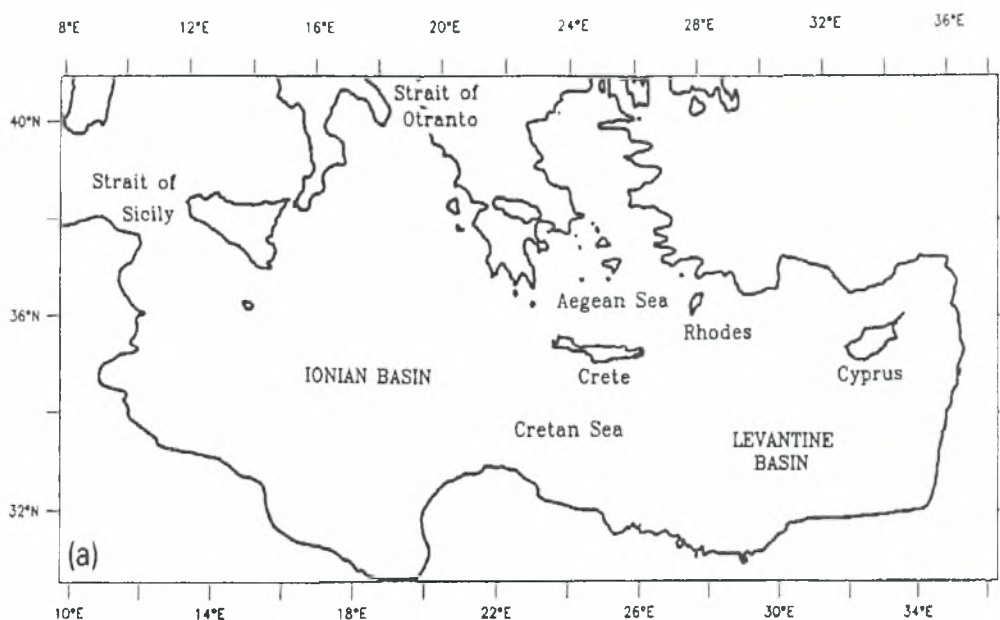 8°E 12°E 16°E 20°E 24°E 28°E 32°E 36°E
Strait of
Otranto
40°N
Strait of
Sicily
36°N
Aegean Sea
Rhodes
IONIAN BASIN
Crete
Cyprus
Cretan Sea
LEVANTINE
BASIN
32°N
(a)
10°E 14°E 18°E 20°E 22°E 26°E 30°E 34°E